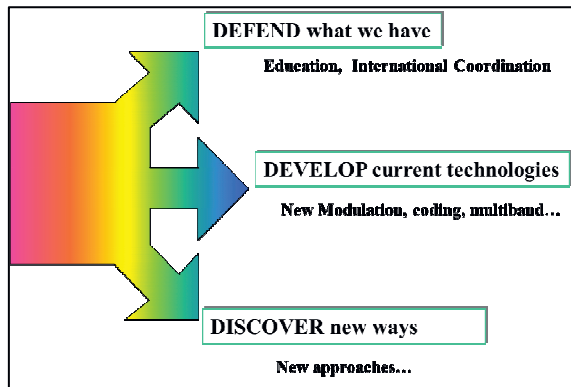 DEFEND what we have
Education, International Coordination
DEVELOP current technologies
New Modulation, coding, multiband…
DISCOVER new ways
New approaches…